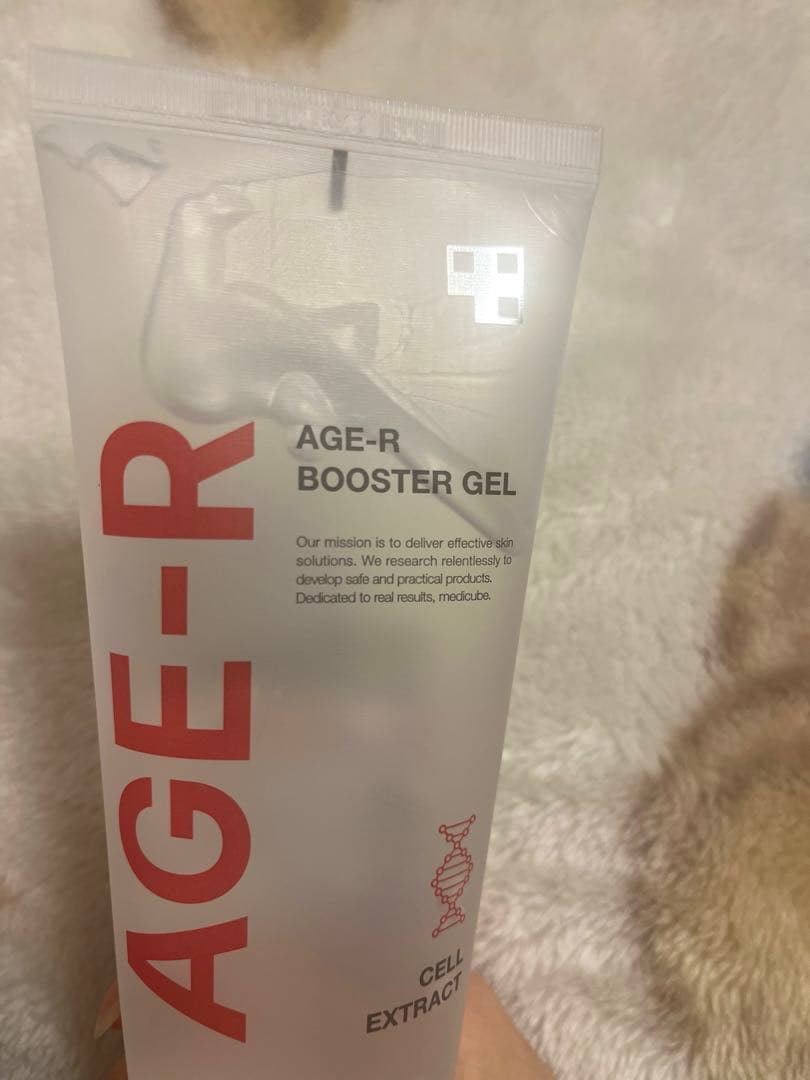 AGE-R
AGE-R
BOOSTER GEL
Our mission is to deliver effective skin
solutions. We research relentlessly to
develop safe and practical products.
Dedicated to real results, medicube.
CELL
EXTRACT